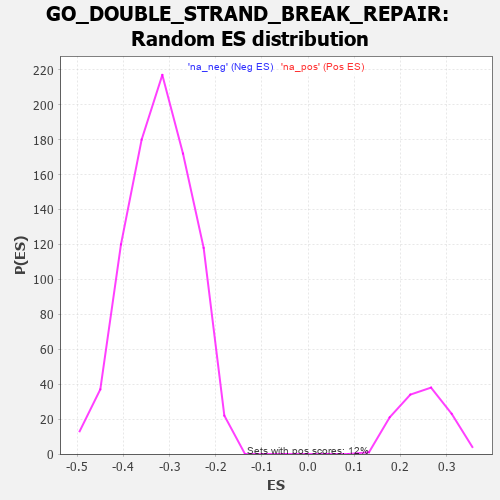 GO_DOUBLE_STRAND_BREAK_REPAIR:
Random ES distribution
'na_neg' (Neg ES) 'na_pos' (Pos ES)
220
200
180
160
140
120
100
80
60
40
20
0
P(ES)
Sets with pos scores: 12%
-0.5 -0.4 -0.3 -0.2 -0.1 0.0 0.1 0.2 0.3
ES